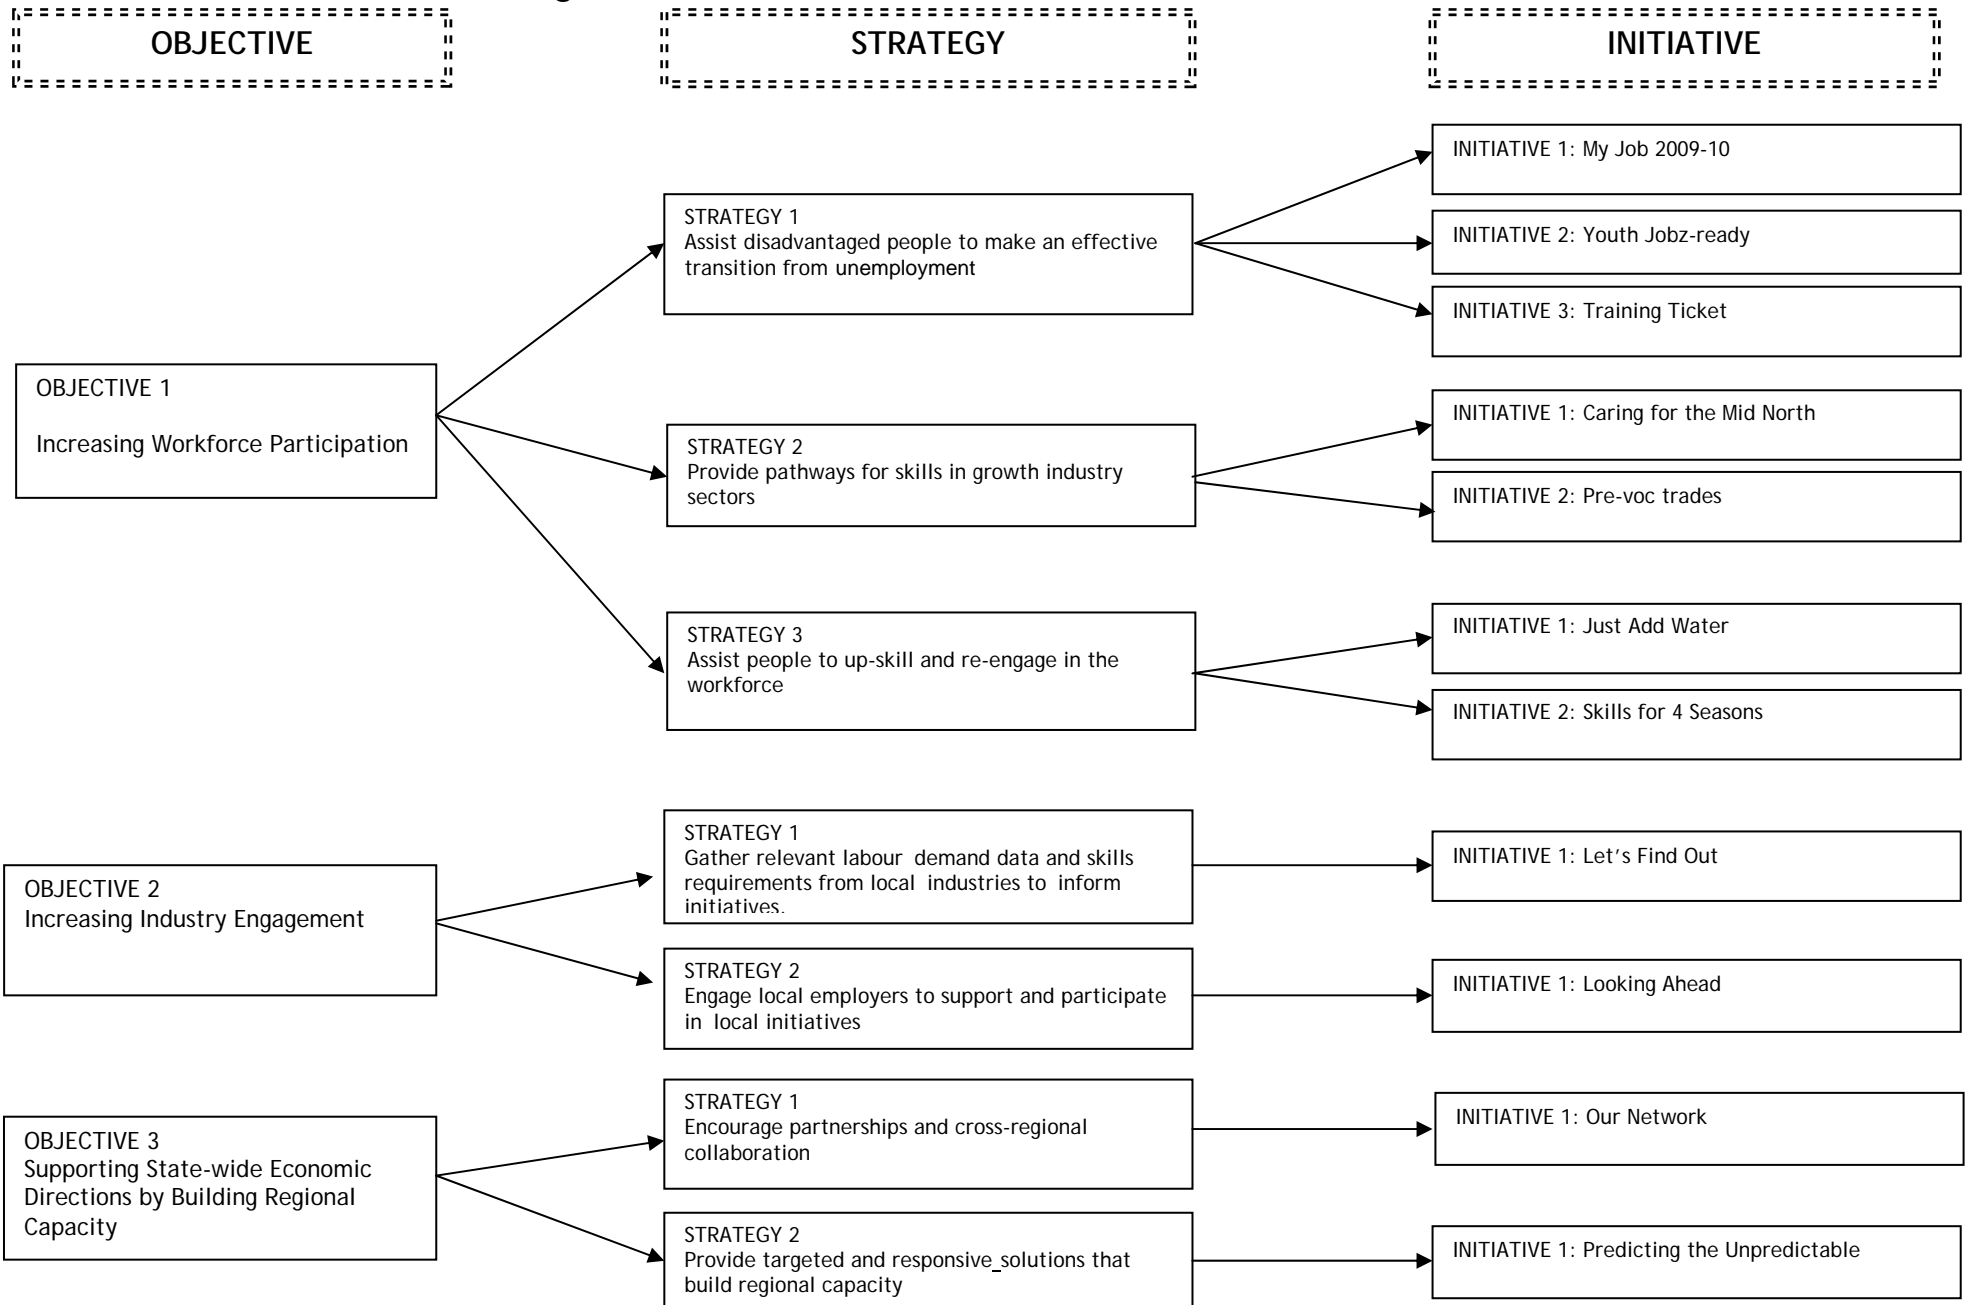 OBJECTIVE
STRATEGY
INITIATIVE
OBJECTIVE 1
Increasing Workforce Participation
STRATEGY 1
Assist disadvantaged people to make an effective
transition from unemployment
INITIATIVE 1: My Job 2009-10
INITIATIVE 2: Youth Jobz-ready
INITIATIVE 3: Training Ticket
STRATEGY 2
Provide pathways for skills in growth industry
sectors
INITIATIVE 1: Caring for the Mid North
INITIATIVE 2: Pre-voc trades
STRATEGY 3
Assist people to up-skill and re-engage in the
workforce
INITIATIVE 1: Just Add Water
INITIATIVE 2: Skills for 4 Seasons
OBJECTIVE 2
Increasing Industry Engagement
STRATEGY 1
Gather relevant labour demand data and skills
requirements from local industries to inform
initiatives.
INITIATIVE 1: Let's Find Out
STRATEGY 2
Engage local employers to support and participate
in local initiatives
INITIATIVE 1: Looking Ahead
OBJECTIVE 3
Supporting State-wide Economic
Directions by Building Regional
Capacity
STRATEGY 1
Encourage partnerships and cross-regional
collaboration
INITIATIVE 1: Our Network
STRATEGY 2
Provide targeted and responsive solutions that
build regional capacity
INITIATIVE 1: Predicting the Unpredictable